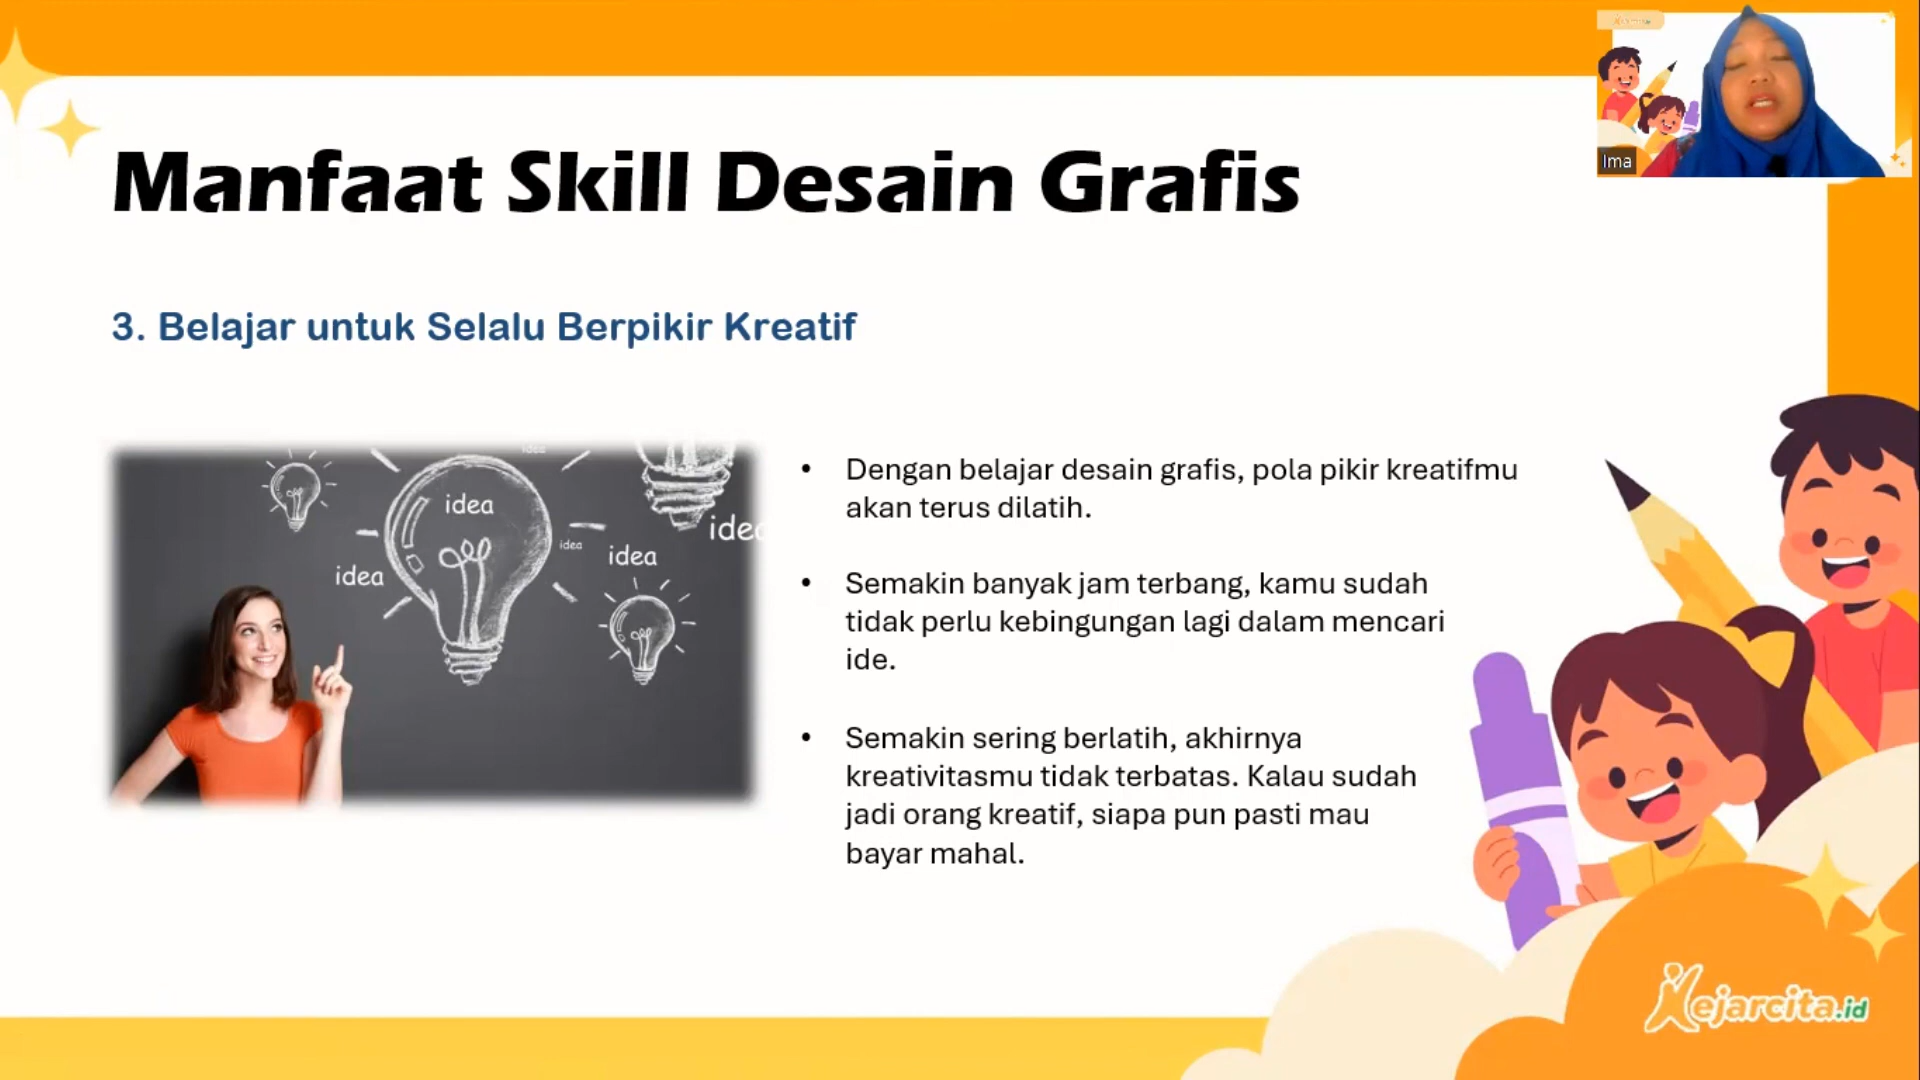 Ima
Manfaat Skill Desain Grafis
3. Belajar untuk Selalu Berpikir Kreatif
idea
idea
idea
idea
idea
idea
• Dengan belajar desain grafis, pola pikir kreatifmu
akan terus dilatih.
• Semakin banyak jam terbang, kamu sudah
tidak perlu kebingungan lagi dalam mencari
ide.
• Semakin sering berlatih, akhirnya
kreativitasmu tidak terbatas. Kalau sudah
jadi orang kreatif, siapa pun pasti mau
bayar mahal.
Kejarcita.id